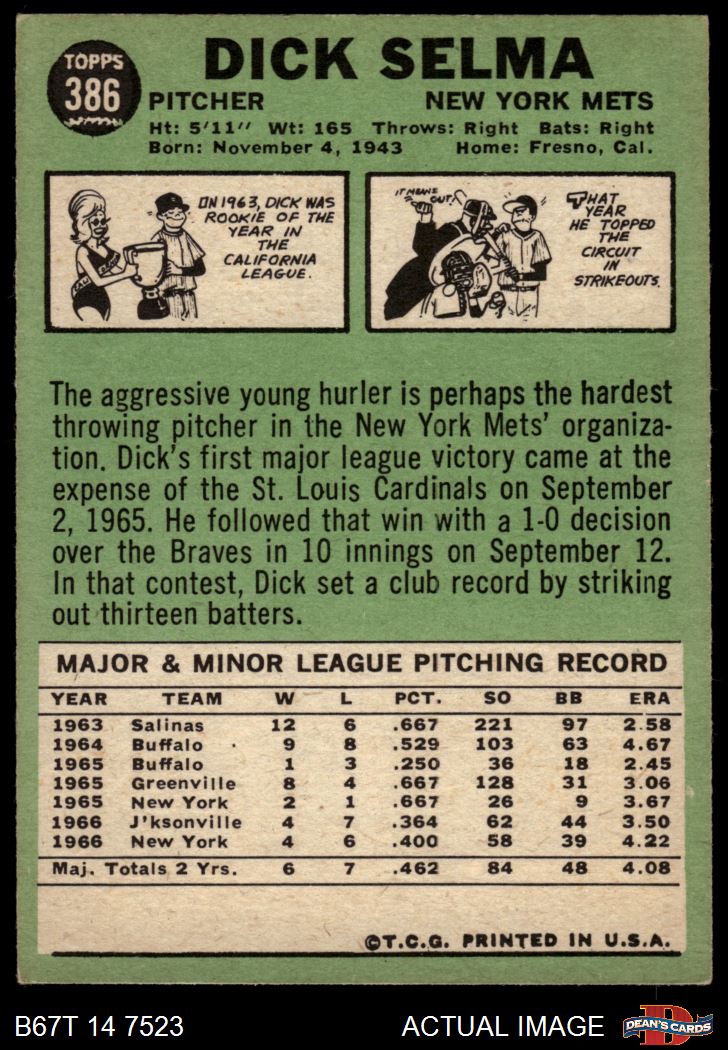 TOPPS
386
DICK SELMA
PITCHER NEW YORK METS
Ht: 5'11" Wt: 165 Throws: Right Bats: Right
Born: November 4, 1943 Home: Fresno, Cal.
IN 1963, DICK WAS
ROOKIE OF THE
YEAR IN
THE
CALIFORNIA
LEAGUE.
IT MEANS
OUT
THAT
YEAR
HE TOPPED
THE
CIRCUIT
IN
STRIKEOUTS.
The aggressive young hurler is perhaps the hardest
throwing pitcher in the New York Mets' organiza-
tion. Dick's first major league victory came at the
expense of the St. Louis Cardinals on September
2, 1965. He followed that win with a 1-0 decision
over the Braves in 10 innings on September 12.
In that contest, Dick set a club record by striking
out thirteen batters.
MAJOR & MINOR LEAGUE PITCHING RECORD
YEAR TEAM W L PCT. SO BB ERA
1963 Salinas 12 6 .667 221 97 2.58
1964 Buffalo 9 8 .529 103 63 4.67
1965 Buffalo 1 3 .250 36 18 2.45
1965 Greenville 8 4 .667 128 31 3.06
1965 New York 2 1 .667 26 9 3.67
1966 J'ksonville 4 7 .364 62 44 3.50
1966 New York 4 6 .400 58 39 4.22
Maj. Totals 2 Yrs. 6 7 .462 84 48 4.08
©T.C.G. PRINTED IN U.S.A.
B67T 14 7523 ACTUAL IMAGE
DEAN'S CARDS